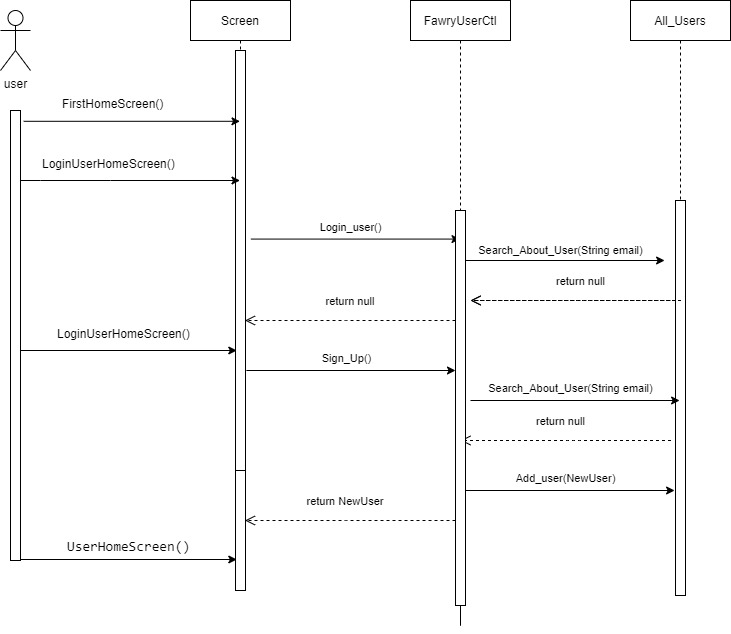 Screen
FawryUserCtl
All_Users
user
FirstHomeScreen()
LoginUserHomeScreen()
Login_user()
Search_About_User(String email)
return null
return null
LoginUserHomeScreen()
Sign_Up()
Search_About_User(String email)
return null
Add_user(NewUser)
return NewUser
UserHomeScreen()